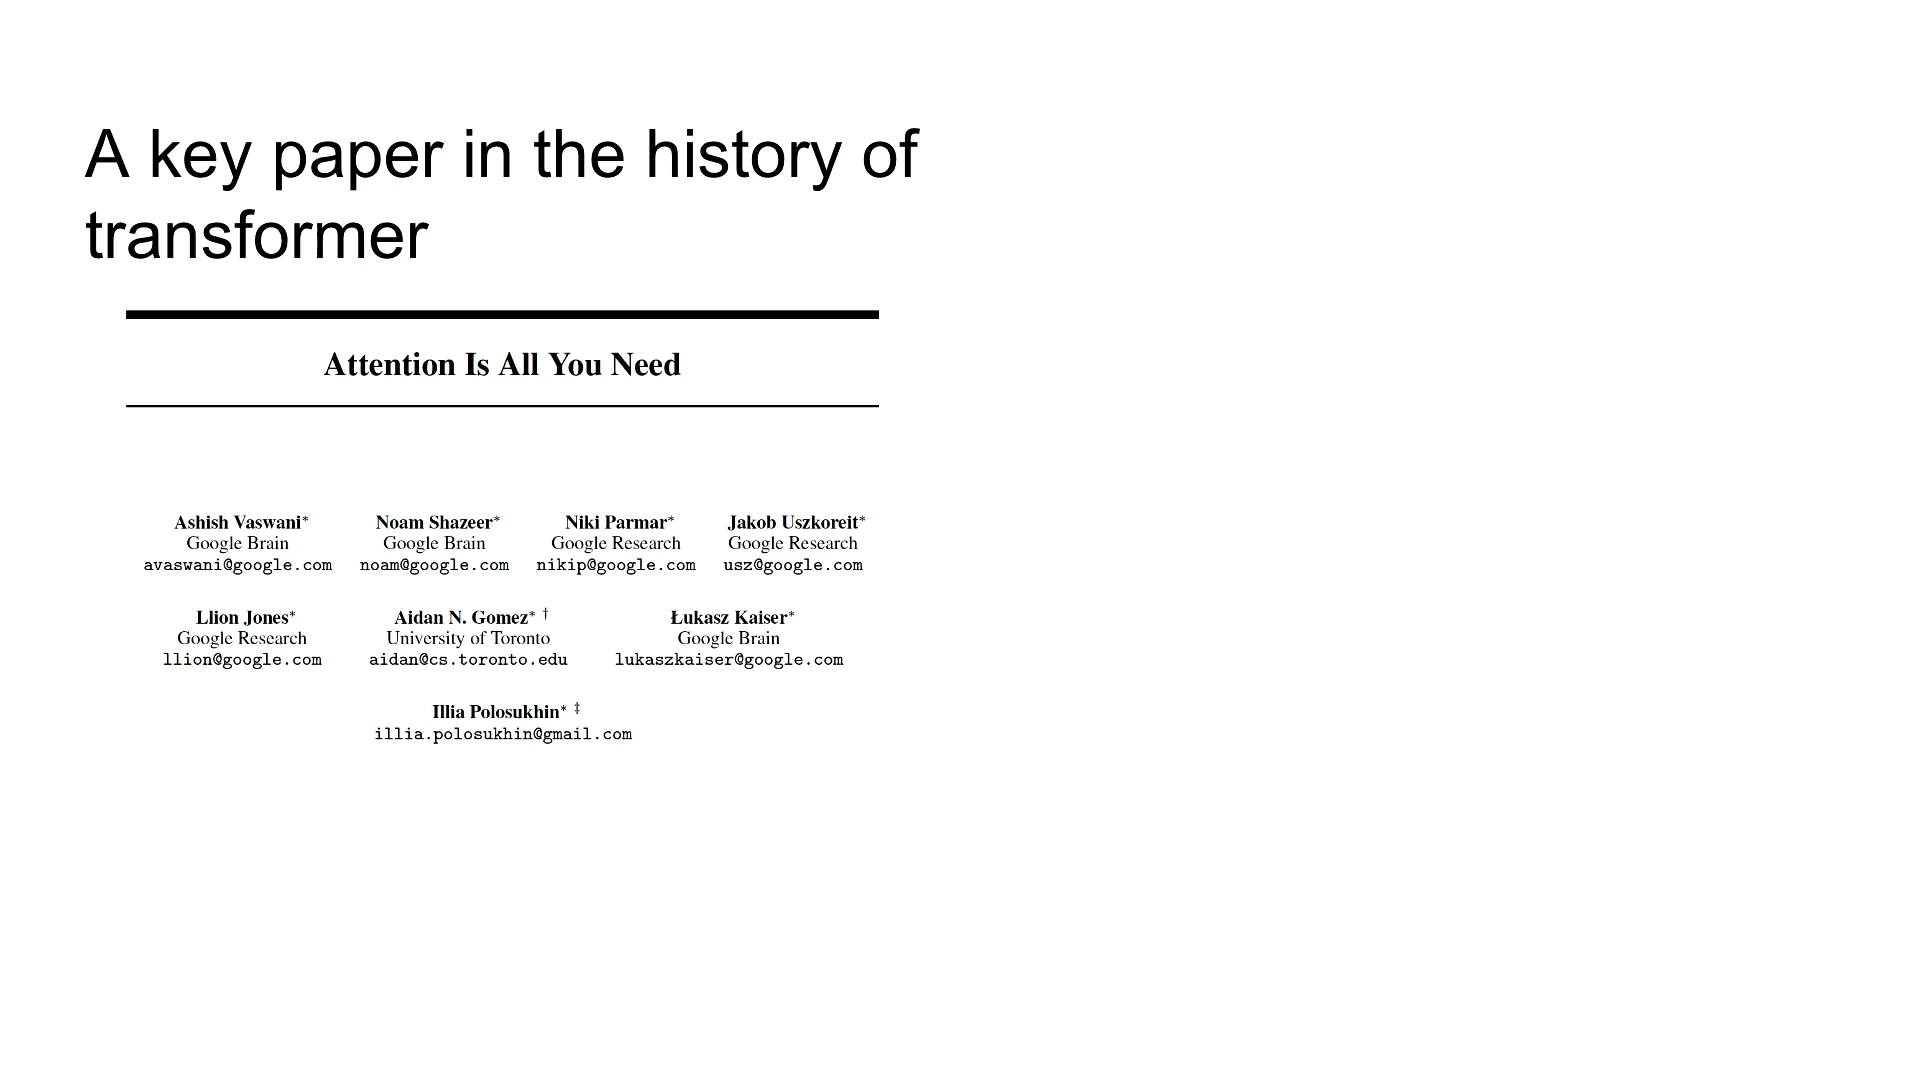 A key paper in the history of
transformer
Attention Is All You Need
Ashish Vaswani* Noam Shazeer* Niki Parmar* Jakob Uszkoreit*
Google Brain Google Brain Google Research Google Research
avaswani@google.com noam@google.com nikip@google.com usz@google.com
Llion Jones* Aidan N. Gomez* † Łukasz Kaiser*
Google Research University of Toronto Google Brain
llion@google.com aidan@cs.toronto.edu lukaszkaiser@google.com
Illia Polosukhin* ‡
illia.polosukhin@gmail.com